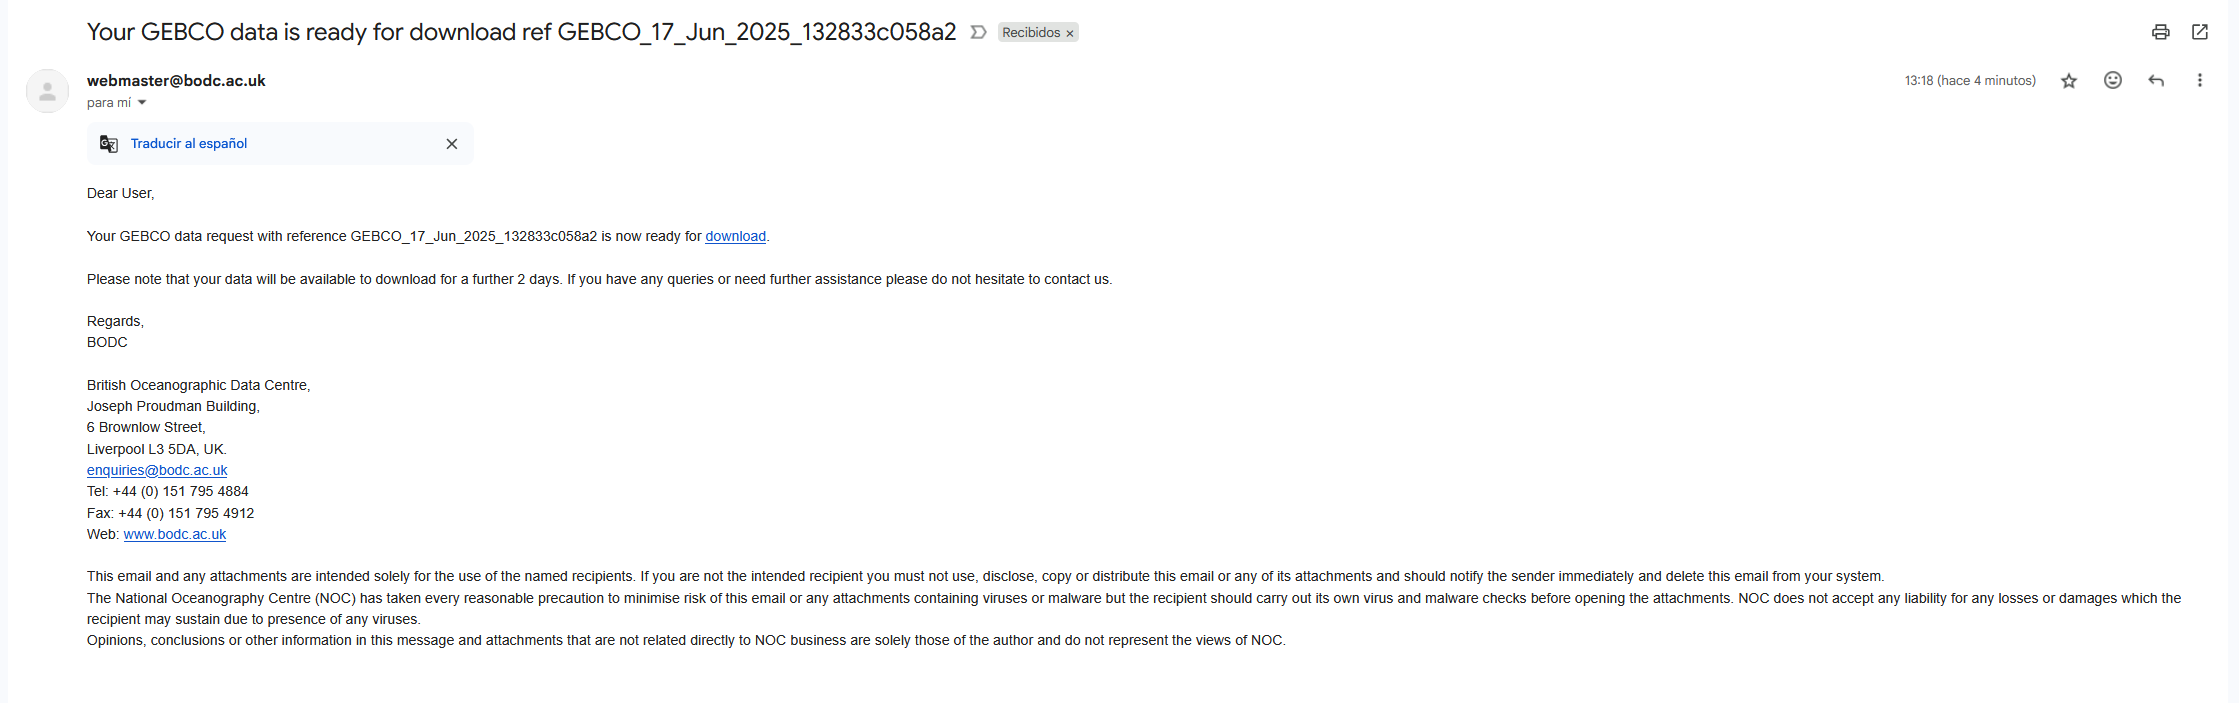 Your GEBCO data is ready for download ref GEBCO_17_Jun_2025_132833c058a2 Recibidos ×
webmaster@bodc.ac.uk
13:18 (hace 4 minutos)
para mí
Traducir al español
Dear User,
Your GEBCO data request with reference GEBCO_17_Jun_2025_132833c058a2 is now ready for download.
Please note that your data will be available to download for a further 2 days. If you have any queries or need further assistance please do not hesitate to contact us.
Regards,
BODC
British Oceanographic Data Centre,
Joseph Proudman Building,
6 Brownlow Street,
Liverpool L3 5DA, UK.
enquiries@bodc.ac.uk
Tel: +44 (0) 151 795 4884
Fax: +44 (0) 151 795 4912
Web: www.bodc.ac.uk
This email and any attachments are intended solely for the use of the named recipients. If you are not the intended recipient you must not use, disclose, copy or distribute this email or any of its attachments and should notify the sender immediately and delete this email from your system.
The National Oceanography Centre (NOC) has taken every reasonable precaution to minimise risk of this email or any attachments containing viruses or malware but the recipient should carry out its own virus and malware checks before opening the attachments. NOC does not accept any liability for any losses or damages which the
recipient may sustain due to presence of any viruses.
Opinions, conclusions or other information in this message and attachments that are not related directly to NOC business are solely those of the author and do not represent the views of NOC.